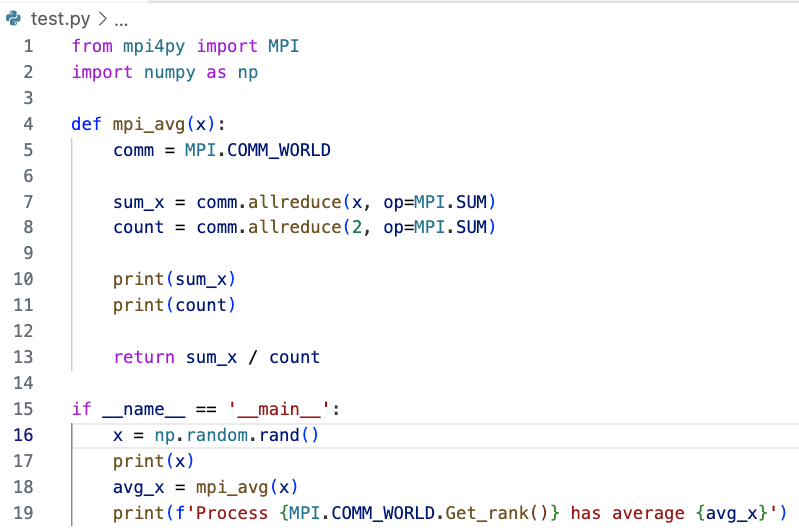 test.py > ...
1 from mpi4py import MPI
2 import numpy as np
3
4 def mpi_avg(x):
5     comm = MPI.COMM_WORLD
6
7     sum_x = comm.allreduce(x, op=MPI.SUM)
8     count = comm.allreduce(2, op=MPI.SUM)
9
10     print(sum_x)
11     print(count)
12
13     return sum_x / count
14
15 if __name__ == '__main__':
16     x = np.random.rand()
17     print(x)
18     avg_x = mpi_avg(x)
19     print(f'Process {MPI.COMM_WORLD.Get_rank()} has average {avg_x}')